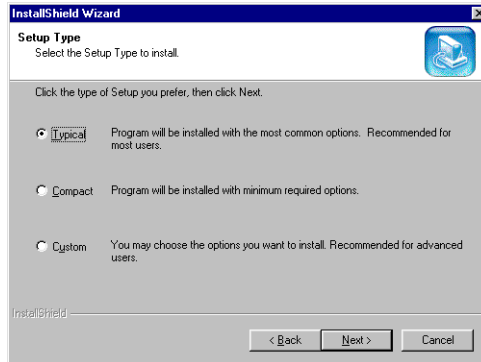 InstallShield Wizard
Setup Type
Select the Setup Type to install.
Click the type of Setup you prefer, then click Next.
Typical
Program will be installed with the most common options. Recommended for
most users.
Compact
Program will be installed with minimum required options.
Custom
You may choose the options you want to install. Recommended for advanced
users.
InstallShield
< Back
Next >
Cancel